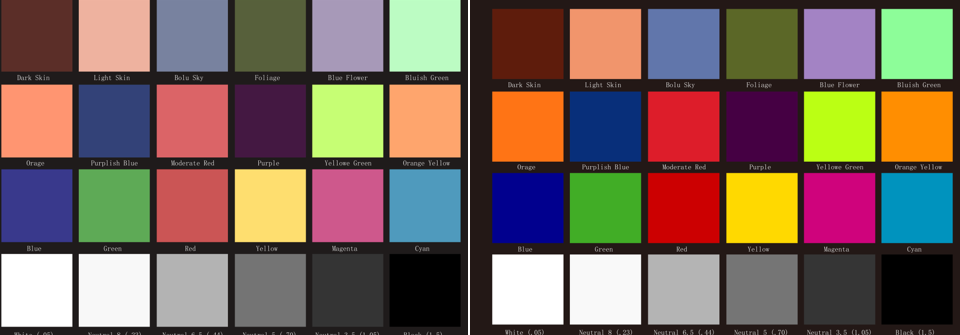 Dark Skin Light Skin Bolu Sky Foliage Blue Flower Bluish Green
Orage Purplish Blue Moderate Red Purple Yellowe Green Orange Yellow
Blue Green Red Yellow Magenta Cyan
White (.05) Neutral 8 (.23) Neutral 6.5 (.44) Neutral 5 (.70) Neutral 3.5 (1.05) Black (1.5)
Dark Skin Light Skin Bolu Sky Foliage Blue Flower Bluish Green
Orage Purplish Blue Moderate Red Purple Yellowe Green Orange Yellow
Blue Green Red Yellow Magenta Cyan
White (.05) Neutral 8 (.23) Neutral 6.5 (.44) Neutral 5 (.70) Neutral 3.5 (1.05) Black (1.5)